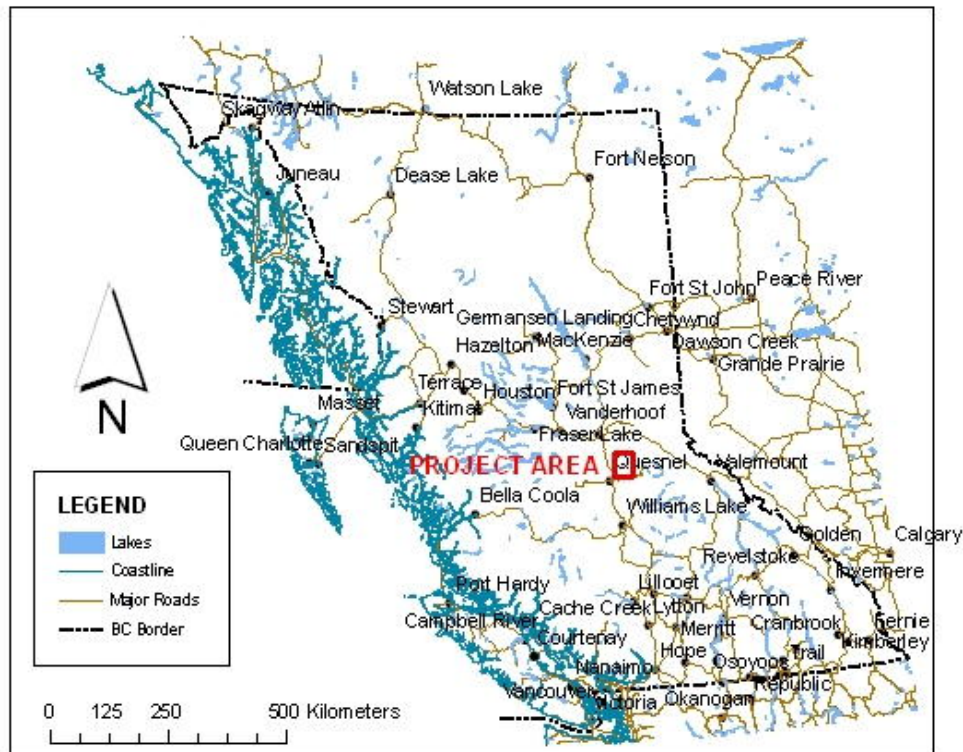 Watson Lake
Skagway Atlin
Fort Nelson
Juneau
Dease Lake
Peace River
Fort St John
Stewart
Germansen Landing
Chetwynd
MacKenzie
Dawson Creek
Hazelton
Grande Prairie
Terrace
Houston
Fort St James
Masset
Kitimat
Vanderhoof
N
Queen Charlotte
Sandspit
Fraser Lake
PROJECT AREA
Quesnel
Valemount
Bella Coola
Williams Lake
LEGEND
Lakes
Coastline
Major Roads
BC Border
Golden
Calgary
Revelstoke
Invermere
Port Hardy
Lillooet
Cache Creek
Lytton
Vernon
Campbell River
Merritt
Cranbrook
Fernie
Kimberley
Courtenay
Hope
Trail
Nanaimo
Osoyoos
Vancouver
Victoria
Okanogan
Republic
0 125 250 500 Kilometers